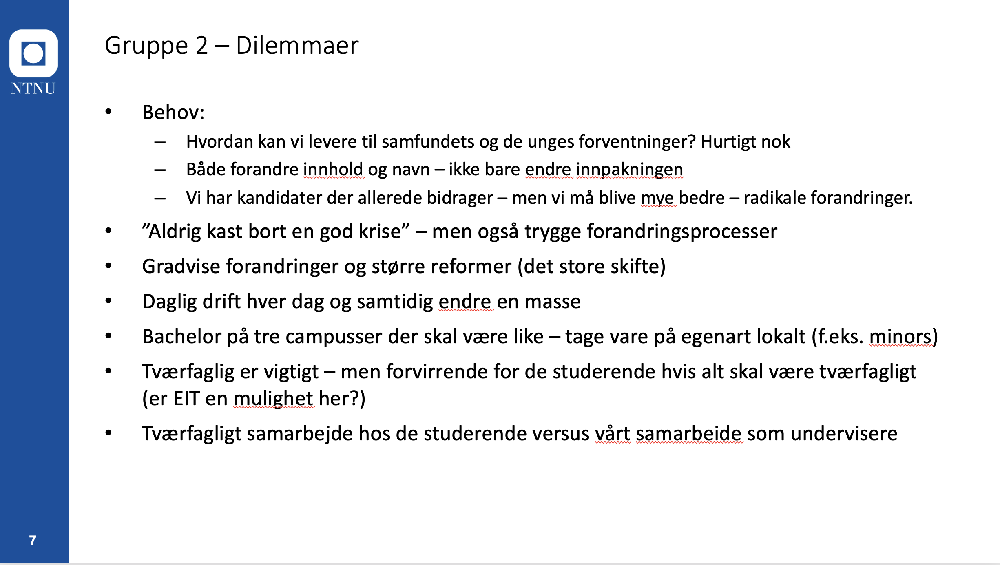 NTNU
Gruppe 2 – Dilemmaer
• Behov:
– Hvordan kan vi levere til samfundets og de unges forventninger? Hurtigt nok
– Både forandre innhold og navn – ikke bare endre innpakningen
– Vi har kandidater der allerede bidrager – men vi må blive mye bedre – radikale forandringer.
• ”Aldrig kast bort en god krise” – men også trygge forandringsprocesser
• Gradvise forandringer og større reformer (det store skifte)
• Daglig drift hver dag og samtidig endre en masse
• Bachelor på tre campusser der skal være like – tage vare på egenart lokalt (f.eks. minors)
• Tværfaglig er vigtigt – men forvirrende for de studerende hvis alt skal være tværfagligt
(er EIT en mulighet her?)
• Tværfagligt samarbejde hos de studerende versus vårt samarbeide som undervisere
7